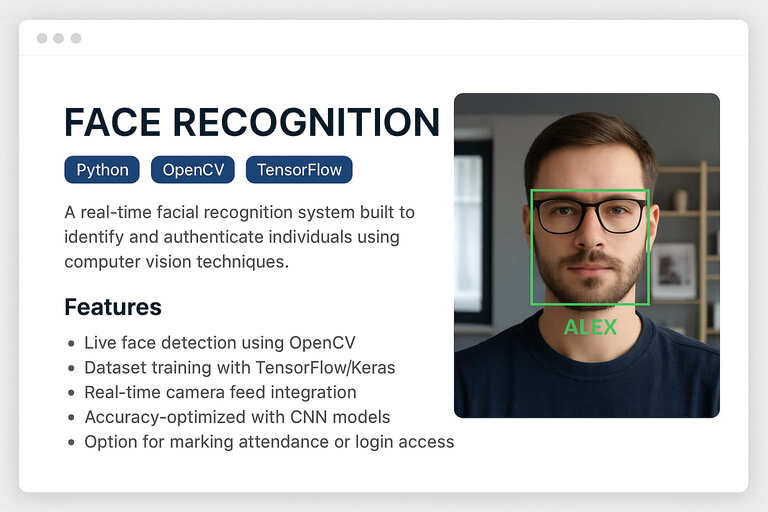 FACE RECOGNITION
Python OpenCV TensorFlow
A real-time facial recognition system built to
identify and authenticate individuals using
computer vision techniques.
Features
• Live face detection using OpenCV
• Dataset training with TensorFlow/Keras
• Real-time camera feed integration
• Accuracy-optimized with CNN models
• Option for marking attendance or login access
ALEX